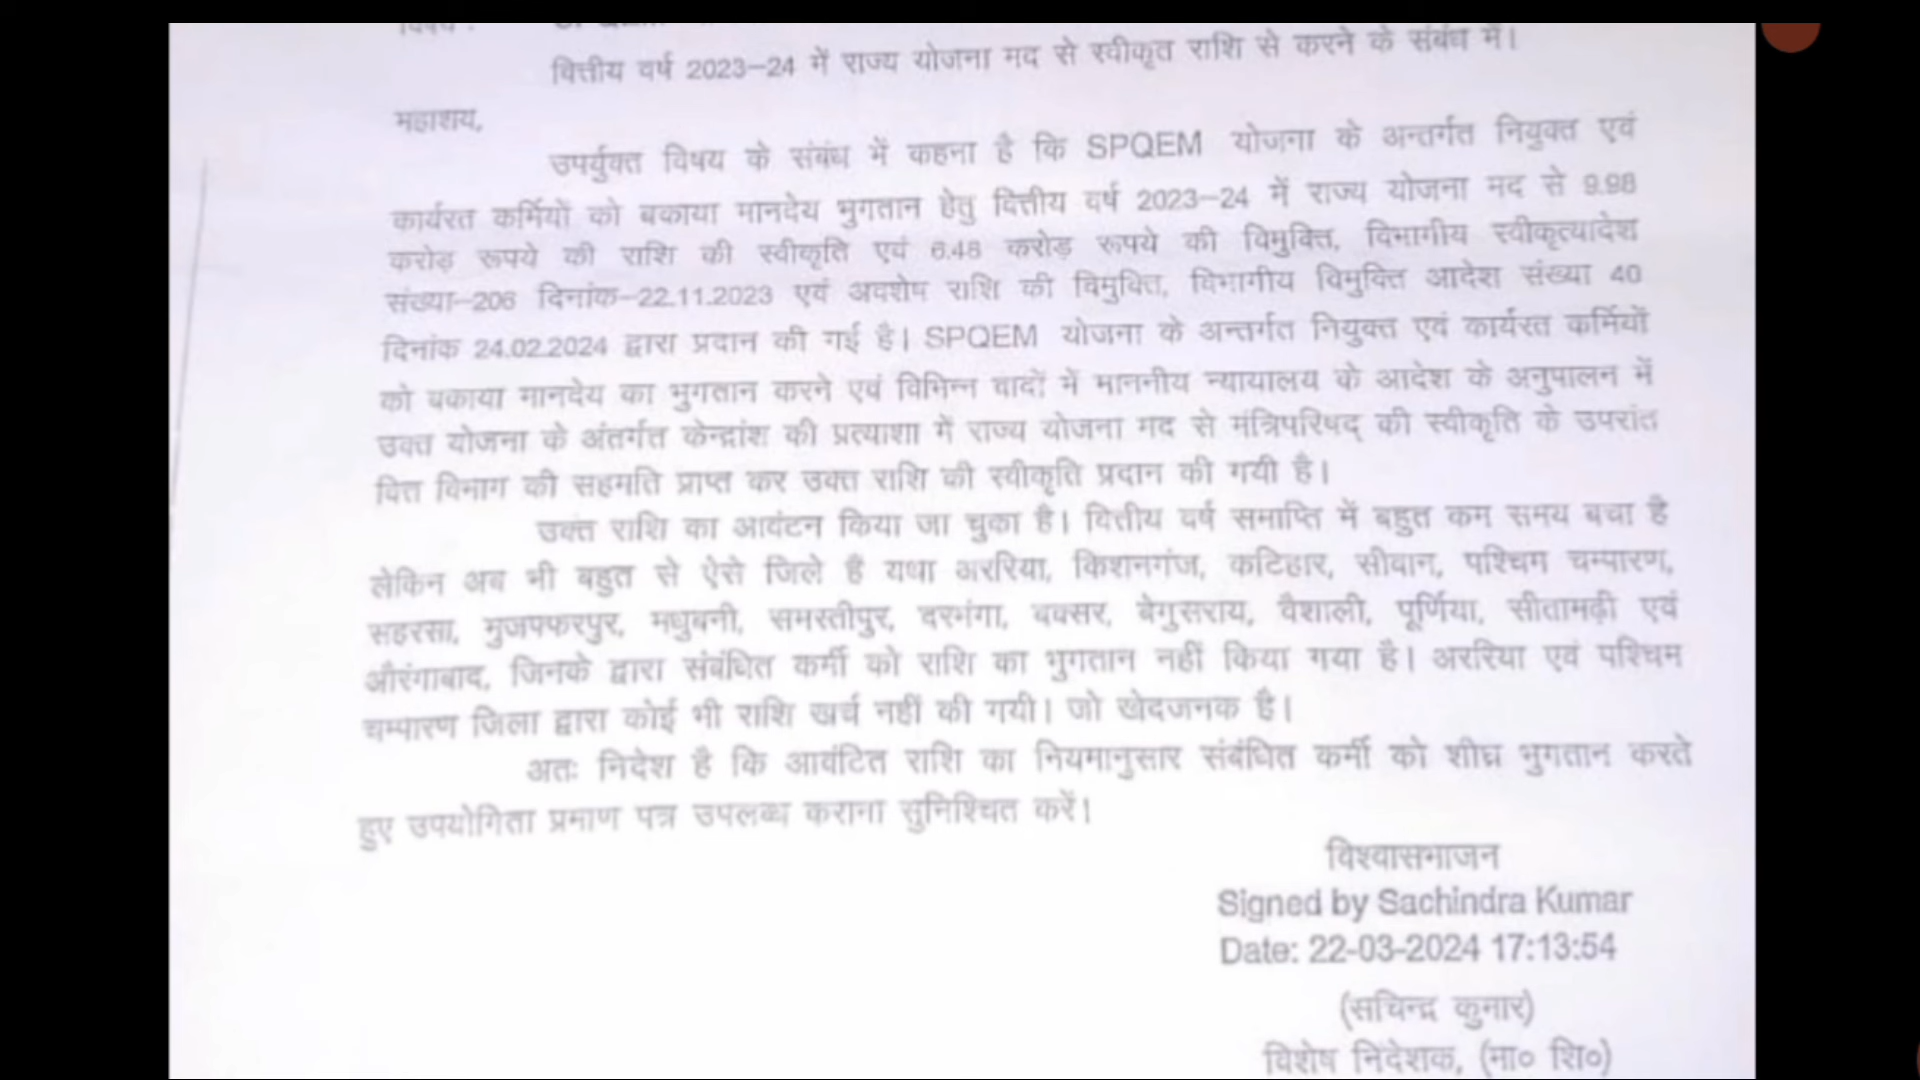 विषय :
वित्तीय वर्ष 2023–24 में राज्य योजना मद से स्वीकृत राशि से करने के संबंध में।
महाशय,
उपर्युक्त विषय के संबंध में कहना है कि SPQEM योजना के अन्तर्गत नियुक्त एवं
कार्यरत कर्मियों को बकाया मानदेय भुगतान हेतु वित्तीय वर्ष 2023–24 में राज्य योजना मद से 9.98
करोड़ रूपये की राशि की स्वीकृति एवं 6.48 करोड़ रूपये की विमुक्ति, विभागीय स्वीकृत्यादेश
संख्या–206 दिनांक–22.11.2023 एवं अवशेष राशि की विमुक्ति, विभागीय विमुक्ति आदेश संख्या 40
दिनांक 24.02.2024 द्वारा प्रदान की गई है। SPQEM योजना के अन्तर्गत नियुक्त एवं कार्यरत कर्मियों
को बकाया मानदेय का भुगतान करने एवं विभिन्न वादों में माननीय न्यायालय के आदेश के अनुपालन में
उक्त योजना के अंतर्गत केन्द्रांश की प्रत्याशा में राज्य योजना मद से मंत्रिपरिषद् की स्वीकृति के उपरांत
वित्त विभाग की सहमति प्राप्त कर उक्त राशि की स्वीकृति प्रदान की गयी है।
उक्त राशि का आवंटन किया जा चुका है। वित्तीय वर्ष समाप्ति में बहुत कम समय बचा है
लेकिन अब भी बहुत से ऐसे जिले है यथा अररिया, किशनगंज, कटिहार, सीवान, पश्चिम चम्पारण,
सहरसा, मुजफ्फरपुर, मधुबनी, समस्तीपुर, दरभंगा, बक्सर, बेगुसराय, वैशाली, पूर्णिया, सीतामढ़ी एवं
औरंगाबाद, जिनके द्वारा संबंधित कर्मी को राशि का भुगतान नहीं किया गया है। अररिया एवं पश्चिम
चम्पारण जिला द्वारा कोई भी राशि खर्च नहीं की गयी। जो खेदजनक है।
अतः निदेश है कि आवंटित राशि का नियमानुसार संबंधित कर्मी को शीघ्र भुगतान करते
हुए उपयोगिता प्रमाण पत्र उपलब्ध कराना सुनिश्चित करें।
विश्वासभाजन
Signed by Sachindra Kumar
Date: 22-03-2024 17:13:54
(सचिन्द्र कुमार)
विशेष निदेशक, (मा० शि०)